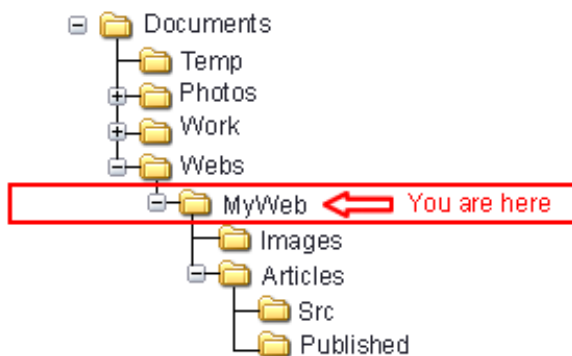 Documents
Temp
Photos
Work
Webs
MyWeb You are here
Images
Articles
Src
Published